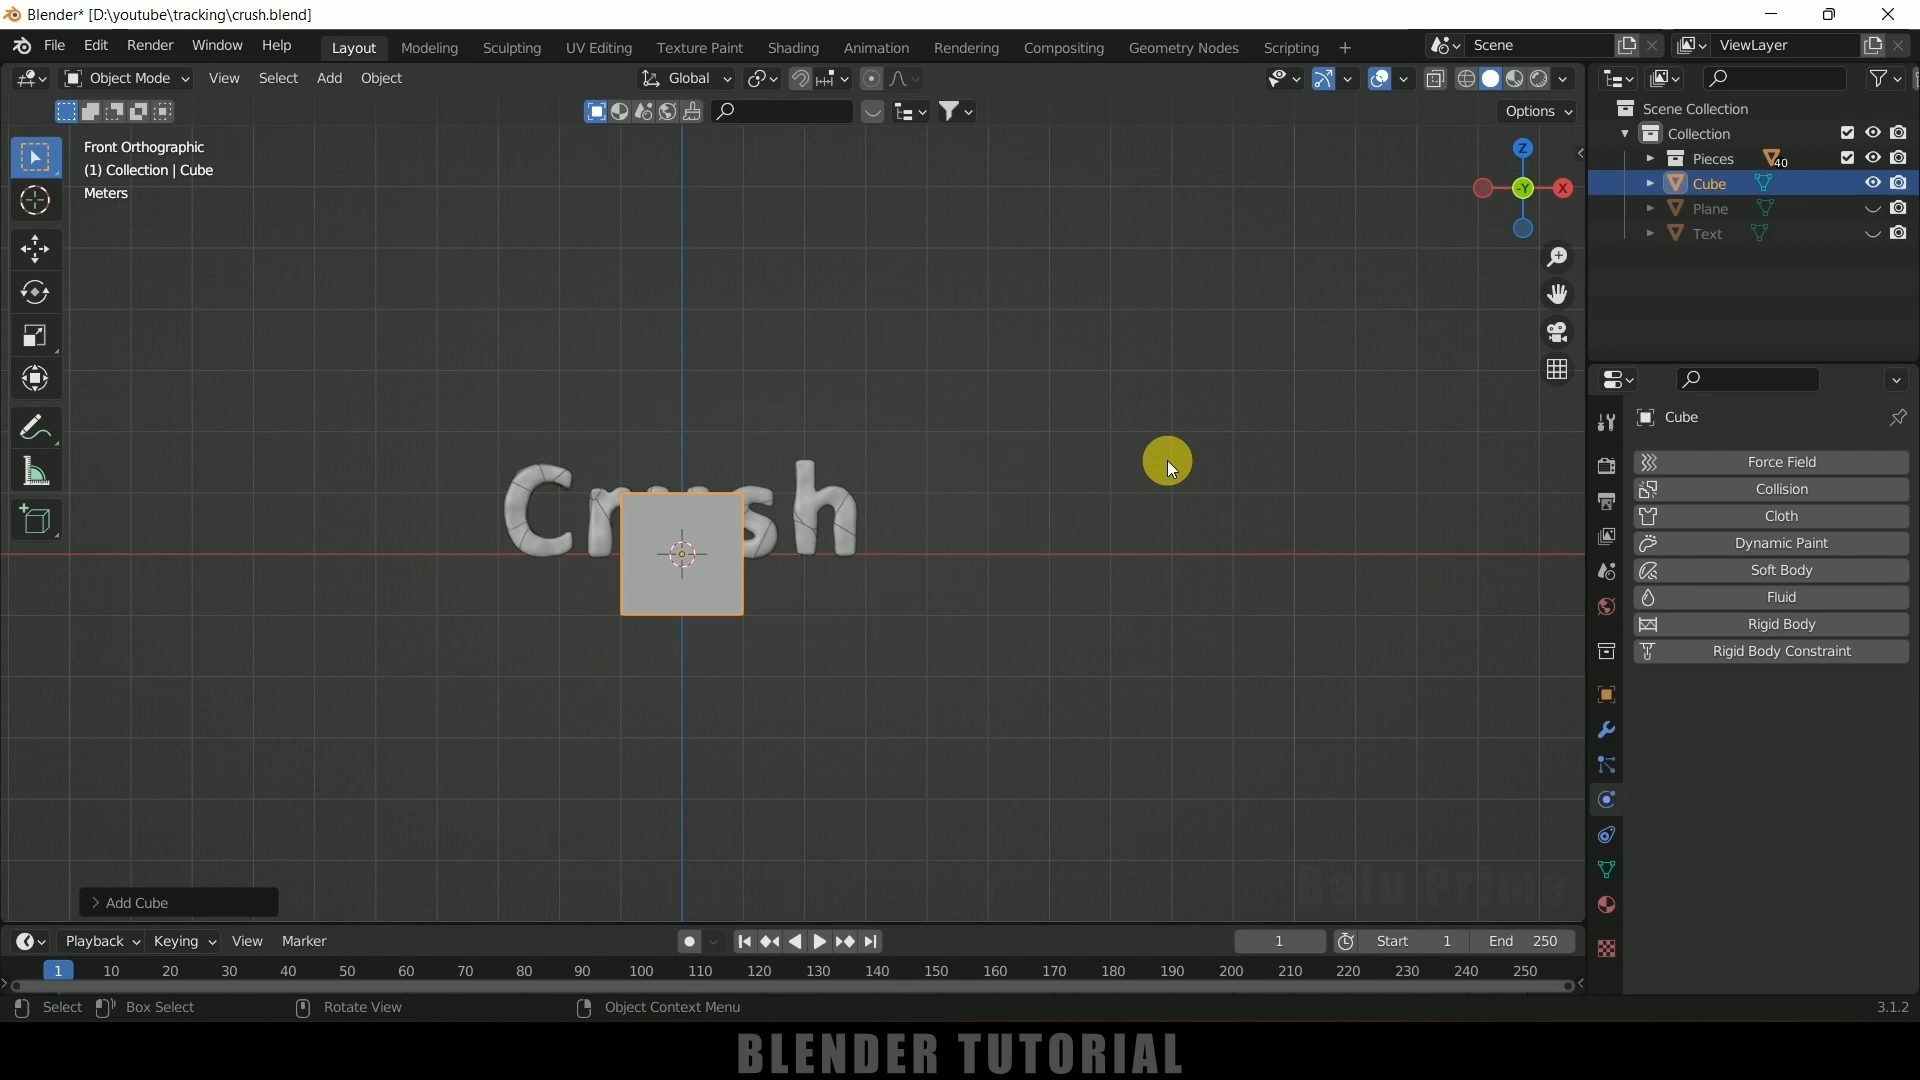 Blender* [D:\youtube\tracking\crush.blend]
File Edit Render Window Help Layout Modeling Sculpting UV Editing Texture Paint Shading Animation Rendering Compositing Geometry Nodes Scripting + Scene ViewLayer
Object Mode View Select Add Object Global
Options
Front Orthographic
(1) Collection | Cube
Meters
Z
-Y X
Scene Collection
Collection
Pieces 40
Cube
Plane
Text
Crush
Cube
Force Field
Collision
Cloth
Dynamic Paint
Soft Body
Fluid
Rigid Body
Rigid Body Constraint
Balu Prime
> Add Cube
Playback Keying View Marker 1 Start 1 End 250
1 10 20 30 40 50 60 70 80 90 100 110 120 130 140 150 160 170 180 190 200 210 220 230 240 250
Select Box Select Rotate View Object Context Menu 3.1.2
BLENDER TUTORIAL